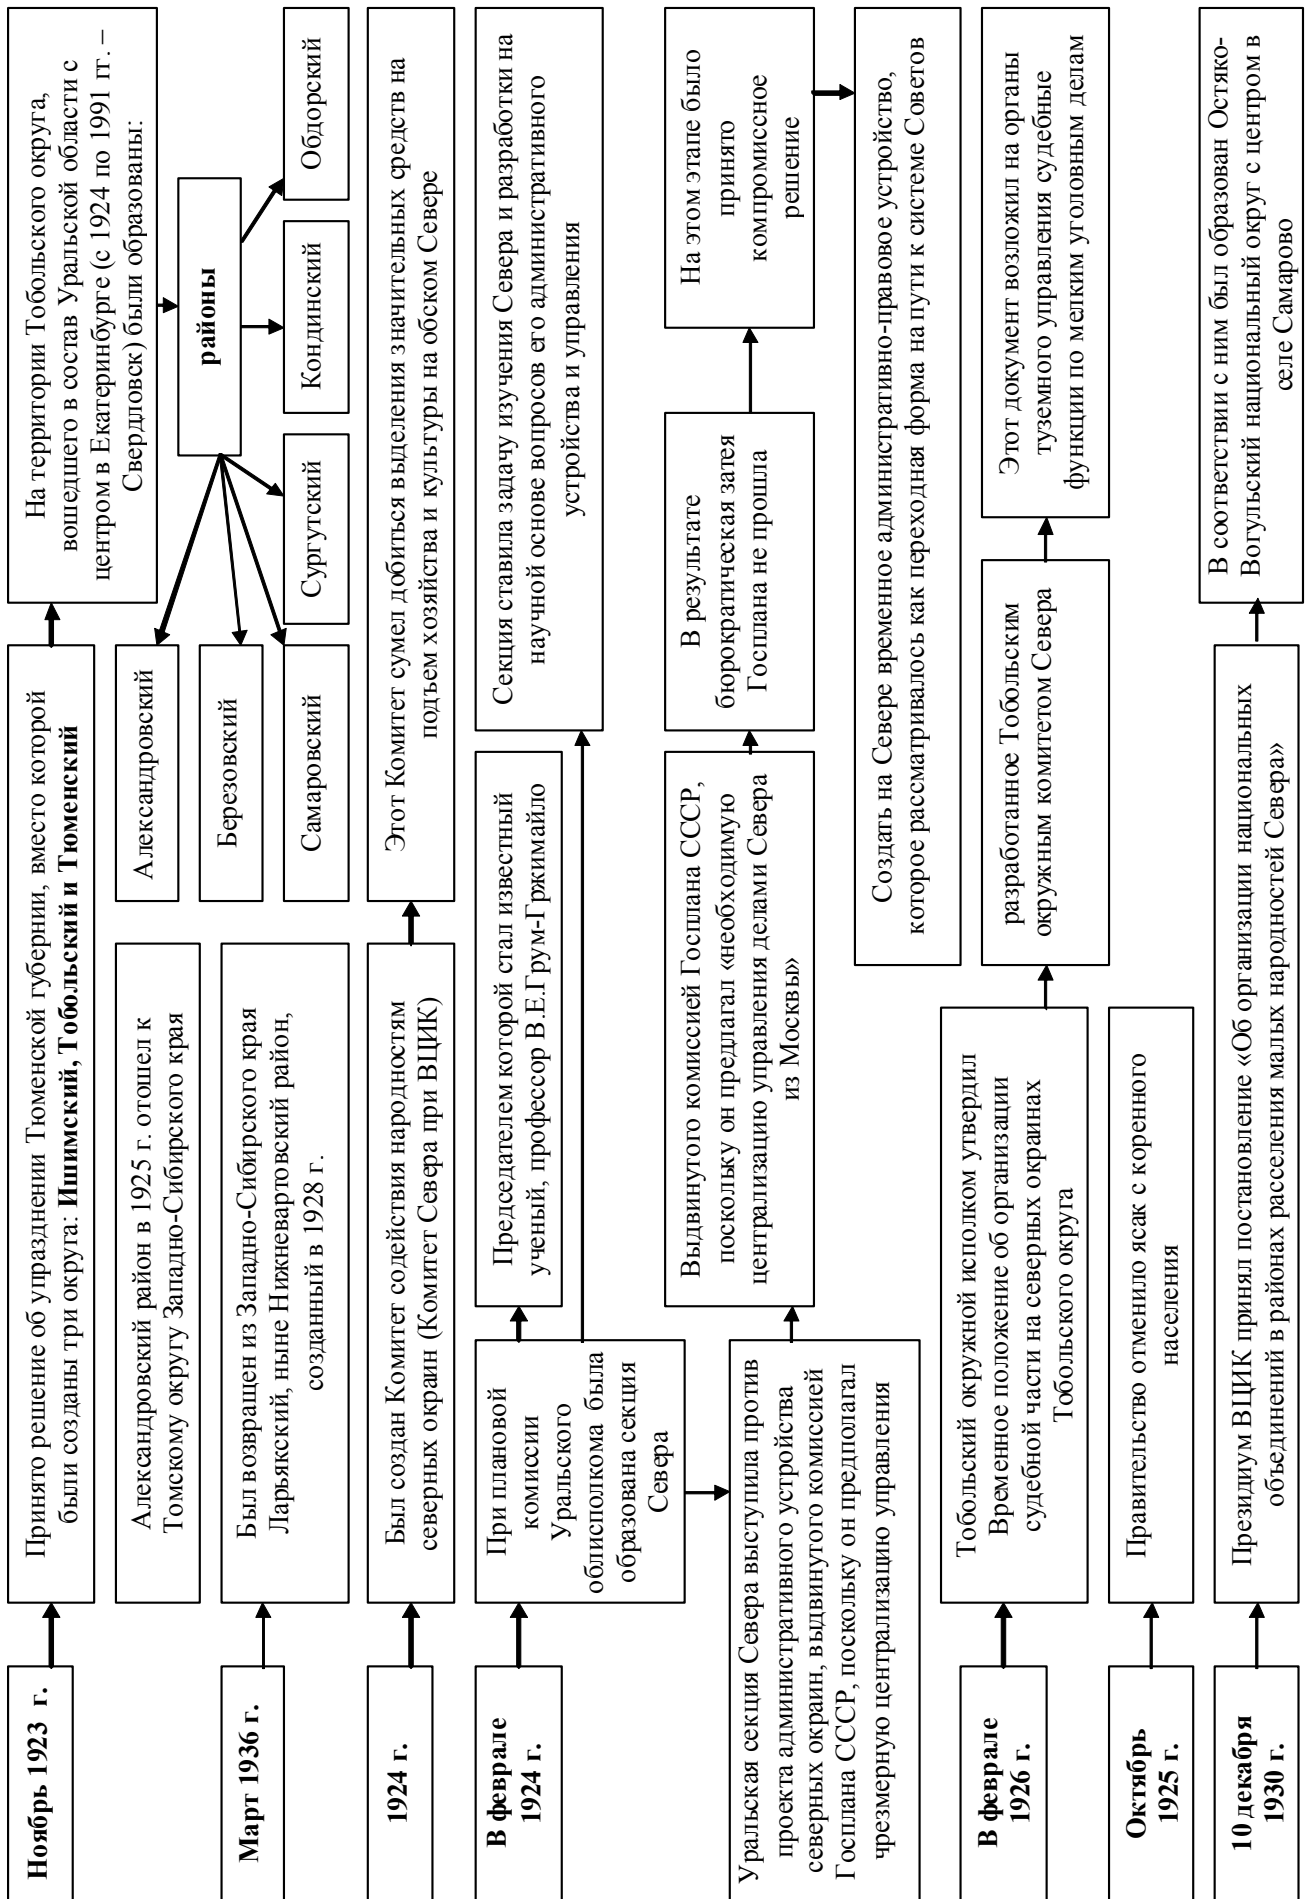 Ноябрь 1923 г.
Принято решение об упразднении Тюменской губернии, вместо которой
были созданы три округа: Ишимский, Тобольский и Тюменский
На территории Тобольского округа,
вошедшего в состав Уральской области с
центром в Екатеринбурге (с 1924 по 1991 гг. –
Свердловск) были образованы:
районы
Александровский
Березовский
Самаровский
Сургутский
Кондинский
Обдорский
Александровский район в 1925 г. отошел к
Томскому округу Западно-Сибирского края
Март 1936 г.
Был возвращен из Западно-Сибирского края
Ларьякский, ныне Нижневартовский район,
созданный в 1928 г.
1924 г.
Был создан Комитет содействия народностям
северных окраин (Комитет Севера при ВЦИК)
Этот Комитет сумел добиться выделения значительных средств на
подъем хозяйства и культуры на обском Севере
В феврале
1924 г.
При плановой
комиссии
Уральского
облисполкома была
образована секция
Севера
Председателем которой стал известный
ученый, профессор В.Е.Грум-Гржимайло
Секция ставила задачу изучения Севера и разработки на
научной основе вопросов его административного
устройства и управления
Уральская секция Севера выступила против
проекта административного устройства
северных окраин, выдвинутого комиссией
Госплана СССР, поскольку он предполагал
чрезмерную централизацию управления
Выдвинутого комиссией Госплана СССР,
поскольку он предлагал «необходимую
централизацию управления делами Севера
из Москвы»
В результате
бюрократическая затея
Госплана не прошла
На этом этапе было
принято
компромиссное
решение
Создать на Севере временное административно-правовое устройство,
которое рассматривалось как переходная форма на пути к системе Советов
В феврале
1926 г.
Тобольский окружной исполком утвердил
Временное положение об организации
судебной части на северных окраинах
Тобольского округа
разработанное Тобольским
окружным комитетом Севера
Этот документ возложил на органы
туземного управления судебные
функции по мелким уголовным делам
Октябрь
1925 г.
Правительство отменило ясак с коренного
населения
10 декабря
1930 г.
Президиум ВЦИК принял постановление «Об организации национальных
объединений в районах расселения малых народностей Севера»
В соответствии с ним был образован Остяко-
Вогульский национальный округ с центром в
селе Самарово